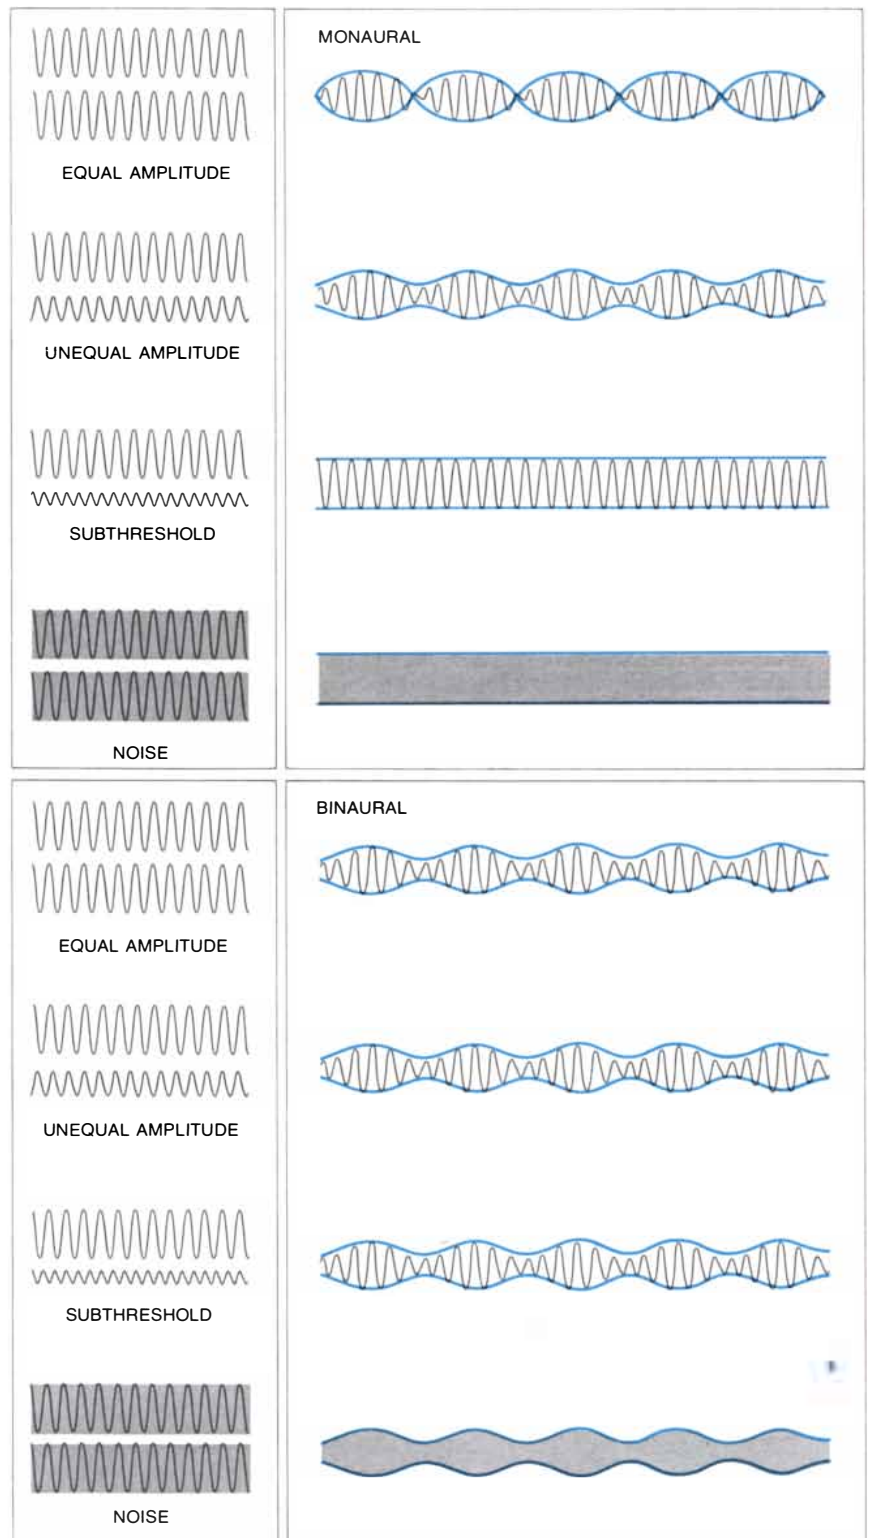 MONAURAL
EQUAL AMPLITUDE
UNEQUAL AMPLITUDE
SUBTHRESHOLD
NOISE
BINAURAL
EQUAL AMPLITUDE
UNEQUAL AMPLITUDE
SUBTHRESHOLD
NOISE